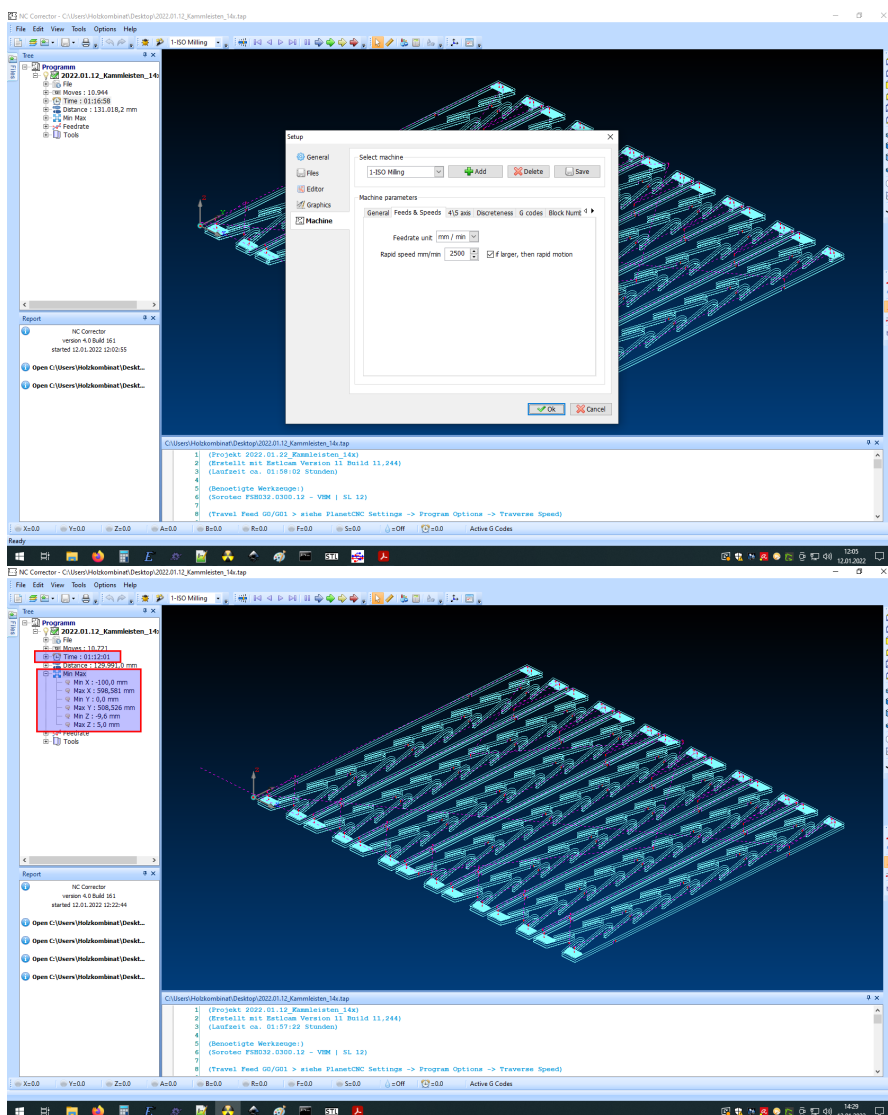 NC Corrector - C:\Users\Holzkombinat\Desktop\2022.01.12_Kammleisten_14x.tap
File Edit View Tools Options Help
1-ISO Milling
Tree
Files
Programm
2022.01.12_Kammleisten_14
File
Moves : 10.944
Time : 01:16:58
Distance : 131.018,2 mm
Min Max
Feedrate
Tools
Setup
General
Files
Editor
Graphics
Machine
Select machine
1-ISO Milling
Add
Delete
Save
Machine parameters
General Feeds & Speeds 4\5 axis Discreteness G codes Block Numb
Feedrate unit mm / min
Rapid speed mm/min 2500 if larger, then rapid motion
Ok
Cancel
Report
NC Corrector
version 4.0 Build 161
started 12.01.2022 12:02:55
Open C:\Users\Holzkombinat\Deskt...
Open C:\Users\Holzkombinat\Deskt...
C:\Users\Holzkombinat\Desktop\2022.01.12_Kammleisten_14x.tap
1 (Projekt 2022.01.22_Kammleisten_14x)
2 (Erstellt mit Estlcam Version 11 Build 11,244)
3 (Laufzeit ca. 01:58:02 Stunden)
4
5 (Benoetigte Werkzeuge:)
6 (Sorotec FSH032.0300.12 - VHM | SL 12)
7
8 (Travel Feed G0/G01 > siehe PlanetCNC Settings -> Program Options -> Traverse Speed)
X=0.0 Y=0.0 Z=0.0 A=0.0 B=0.0 R=0.0 F=0.0 S=0.0 =Off =0.0 Active G Codes
Ready
STL
12:05
12.01.2022
NC Corrector - C:\Users\Holzkombinat\Desktop\2022.01.12_Kammleisten_14x.tap
File Edit View Tools Options Help
1-ISO Milling
Tree
Files
Programm
2022.01.12_Kammleisten_14
File
Moves : 10.721
Time : 01:12:01
Distance : 129.991,0 mm
Min Max
Min X : -100,0 mm
Max X : 598,581 mm
Min Y : 0,0 mm
Max Y : 508,526 mm
Min Z : -9,6 mm
Max Z : 5,0 mm
Feedrate
Tools
Report
NC Corrector
version 4.0 Build 161
started 12.01.2022 12:22:44
Open C:\Users\Holzkombinat\Deskt...
Open C:\Users\Holzkombinat\Deskt...
Open C:\Users\Holzkombinat\Deskt...
Open C:\Users\Holzkombinat\Deskt...
C:\Users\Holzkombinat\Desktop\2022.01.12_Kammleisten_14x.tap
1 (Projekt 2022.01.12_Kammleisten_14x)
2 (Erstellt mit Estlcam Version 11 Build 11,244)
3 (Laufzeit ca. 01:57:22 Stunden)
4
5 (Benoetigte Werkzeuge:)
6 (Sorotec FSH032.0300.12 - VHM | SL 12)
7
8 (Travel Feed G0/G01 > siehe PlanetCNC Settings -> Program Options -> Traverse Speed)
X=0.0 Y=0.0 Z=0.0 A=0.0 B=0.0 R=0.0 F=0.0 S=0.0 =Off =0.0 Active G Codes
STL
14:29